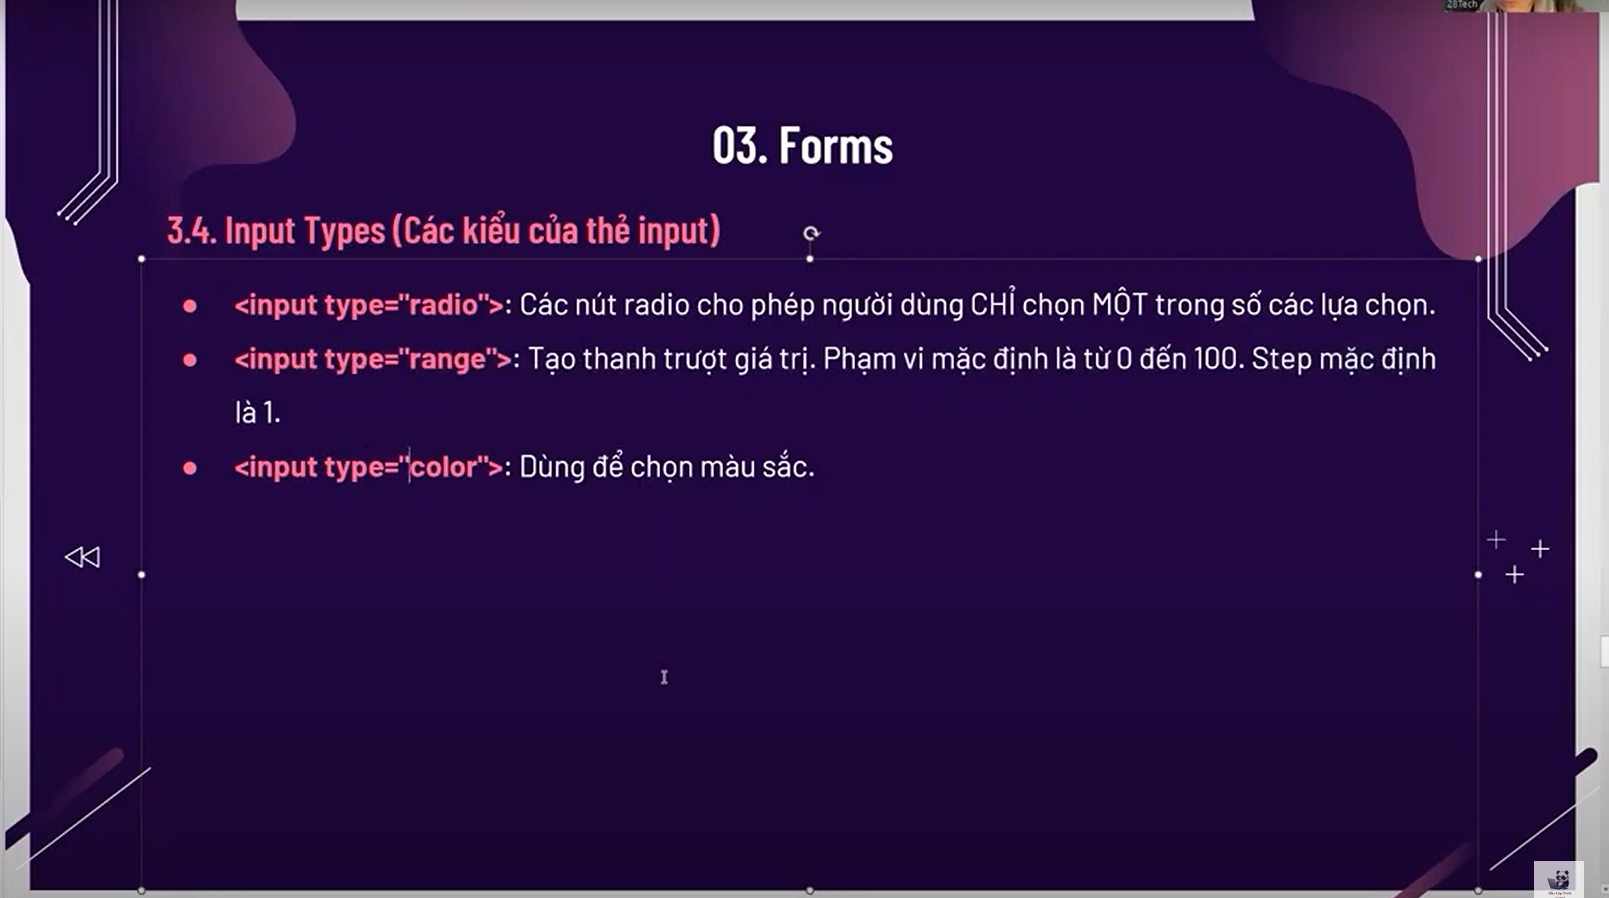 28Tech
03. Forms
3.4. Input Types (Các kiểu của thẻ input)
● <input type="radio">: Các nút radio cho phép người dùng CHỈ chọn MỘT trong số các lựa chọn.
● <input type="range">: Tạo thanh trượt giá trị. Phạm vi mặc định là từ 0 đến 100. Step mặc định
là 1.
● <input type="color">: Dùng để chọn màu sắc.